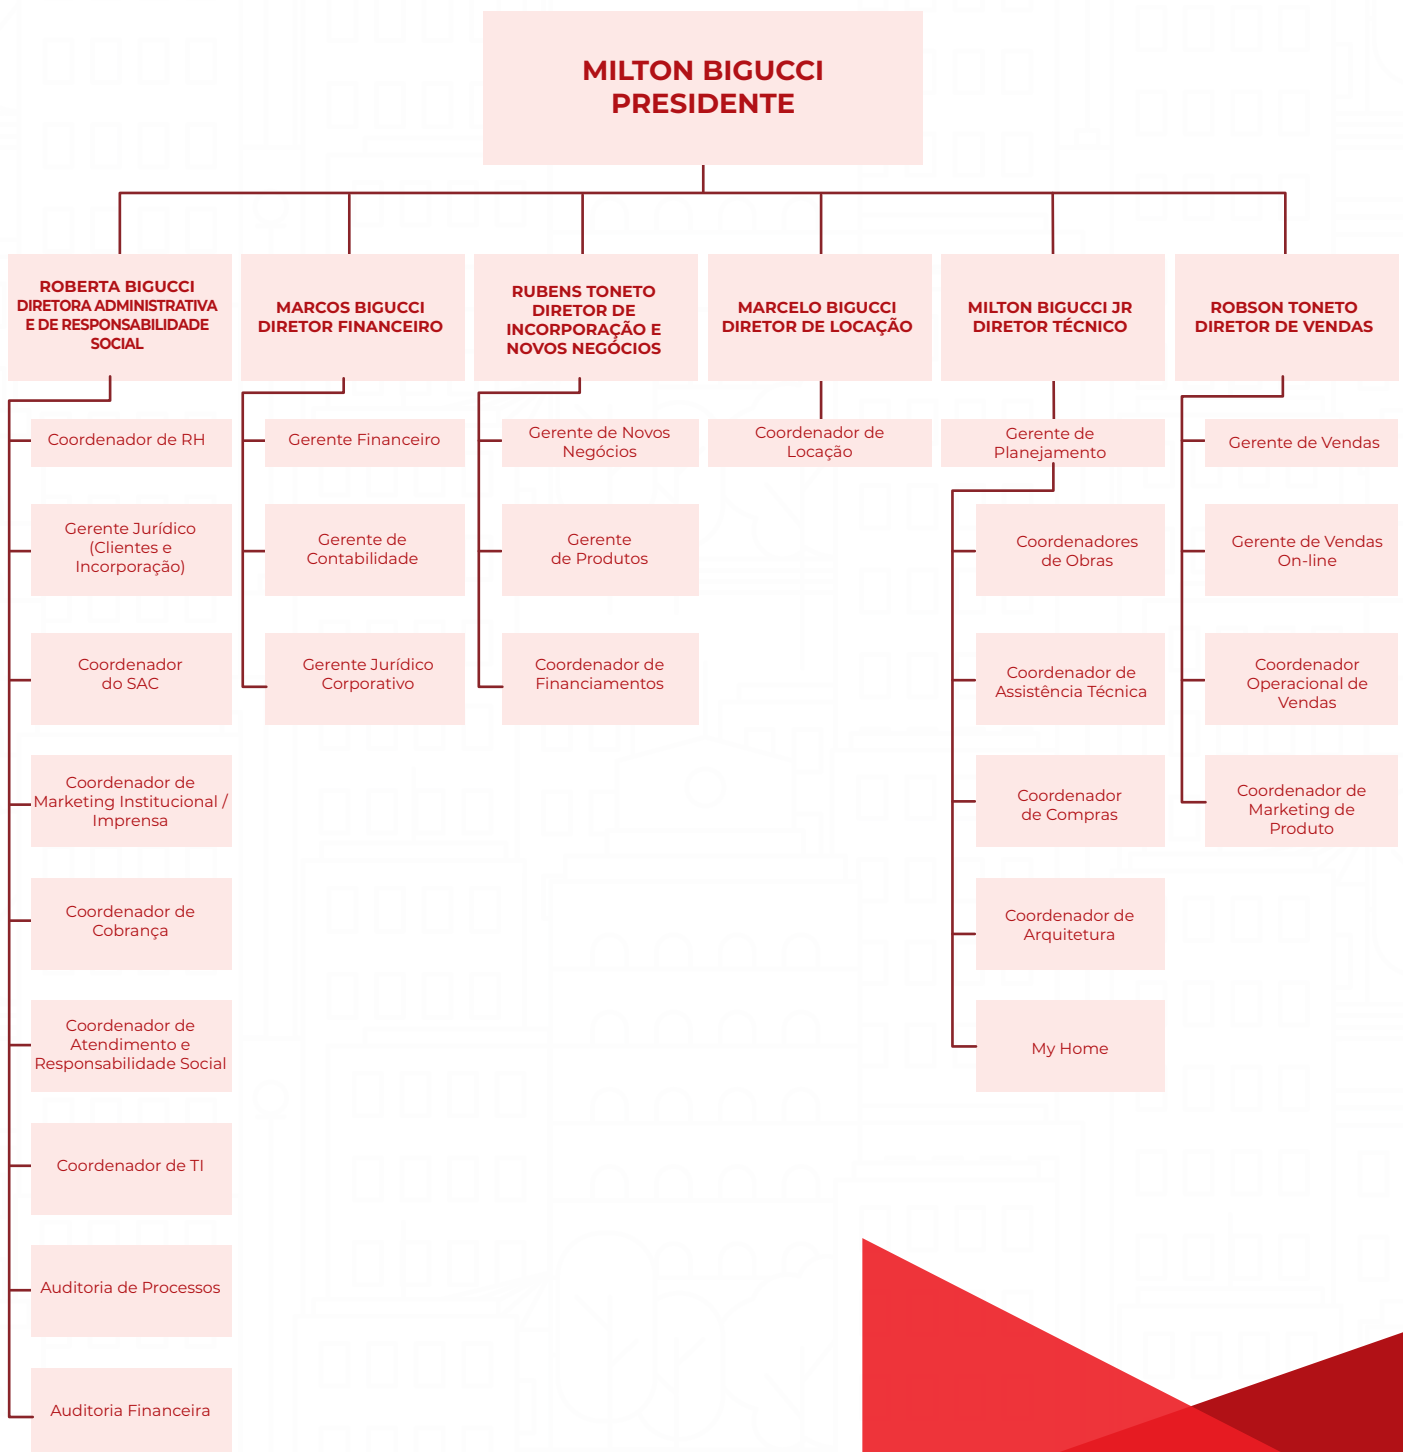 MILTON BIGUCCI
PRESIDENTE
ROBERTA BIGUCCI
DIRETORA ADMINISTRATIVA
E DE RESPONSABILIDADE
SOCIAL
Coordenador de RH
Gerente Jurídico
(Clientes e
Incorporação)
Coordenador
do SAC
Coordenador de
Marketing Institucional /
Imprensa
Coordenador de
Cobrança
Coordenador de
Atendimento e
Responsabilidade Social
Coordenador de TI
Auditoria de Processos
Auditoria Financeira
MARCOS BIGUCCI
DIRETOR FINANCEIRO
Gerente Financeiro
Gerente de
Contabilidade
Gerente Jurídico
Corporativo
RUBENS TONETO
DIRETOR DE
INCORPORAÇÃO E
NOVOS NEGÓCIOS
Gerente de Novos
Negócios
Gerente
de Produtos
Coordenador de
Financiamentos
MARCELO BIGUCCI
DIRETOR DE LOCAÇÃO
Coordenador de
Locação
MILTON BIGUCCI JR
DIRETOR TÉCNICO
Gerente de
Planejamento
Coordenadores
de Obras
Coordenador de
Assistência Técnica
Coordenador
de Compras
Coordenador de
Arquitetura
My Home
ROBSON TONETO
DIRETOR DE VENDAS
Gerente de Vendas
Gerente de Vendas
On-line
Coordenador
Operacional de
Vendas
Coordenador de
Marketing de
Produto